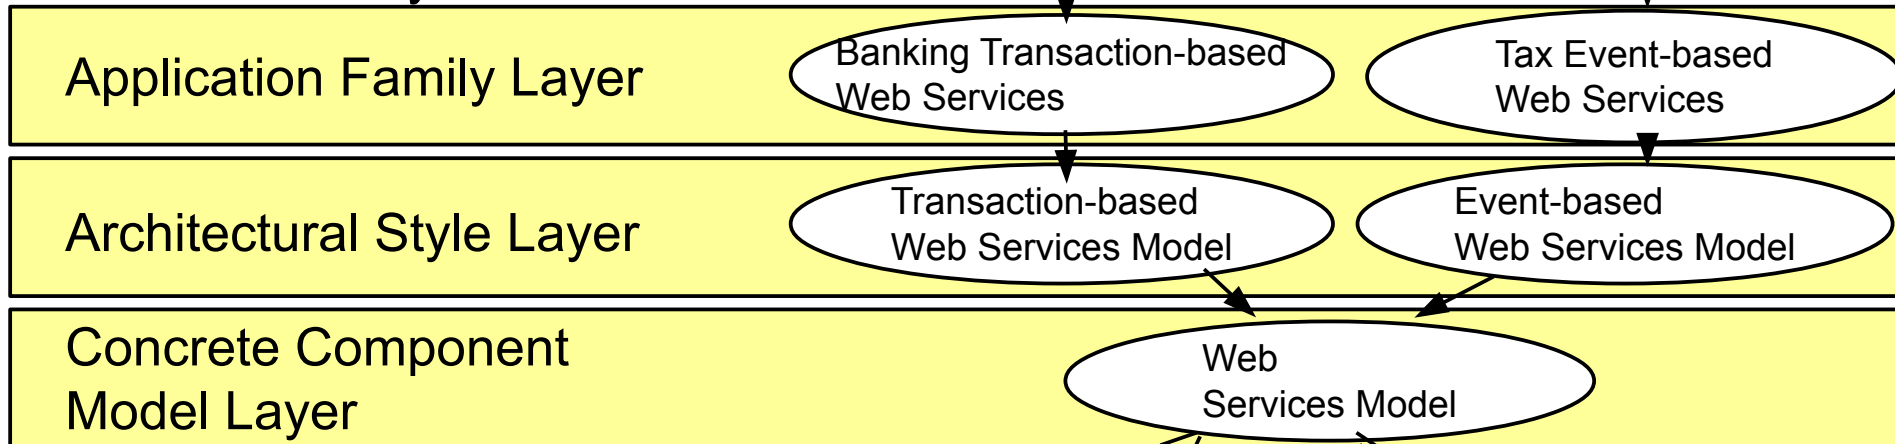 Application Family Layer
Banking Transaction-based
Web Services
Tax Event-based
Web Services
Architectural Style Layer
Transaction-based
Web Services Model
Event-based
Web Services Model
Concrete Component
Model Layer
Web
Services Model